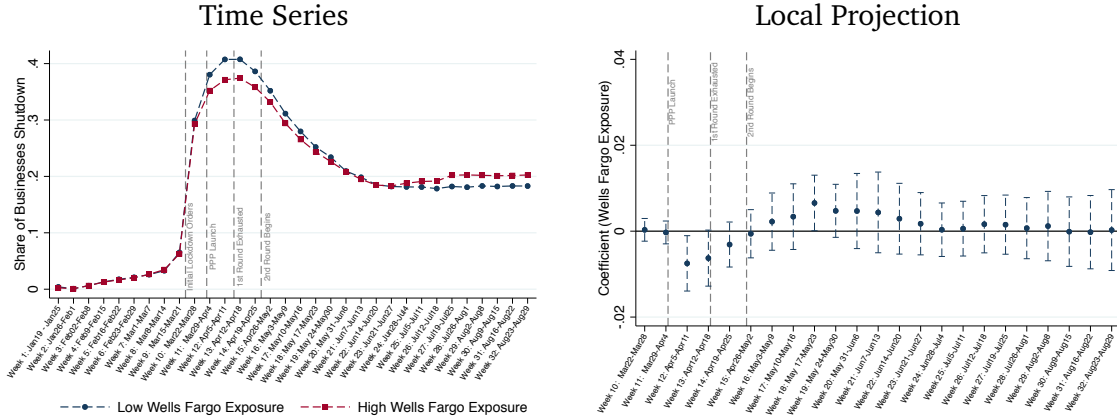 Time Series
Share of Businesses Shutdown
.4
.3
.2
.1
0
Initial Lockdown Orders
PPP Launch
1st Round Exhausted
2nd Round Begins
Week 1: Jan19 - Jan25
Week 2: Jan26-Feb1
Week 3: Feb02-Feb8
Week 4: Feb9-Feb15
Week 5: Feb16-Feb22
Week 6: Feb23-Feb29
Week 7: Mar1-Mar7
Week 8: Mar8-Mar14
Week 9: Mar15-Mar21
Week 10: Mar22-Mar28
Week 11: Mar29-Apr4
Week 12: Apr5-Apr11
Week 13: Apr12-Apr18
Week 14: Apr19-Apr25
Week 15: Apr26-May2
Week 16: May3-May9
Week 17: May10-May16
Week 18: May17-May23
Week 19: May24-May30
Week 20: May31-Jun6
Week 21: Jun7-Jun13
Week 22: Jun14-Jun20
Week 23: Jun21-Jun27
Week 24: Jun28-Jul4
Week 25: Jul5-Jul11
Week 26: Jul12-Jul18
Week 27: Jul19-Jul25
Week 28: Jul26-Aug1
Week 29: Aug2-Aug8
Week 30: Aug9-Aug15
Week 31: Aug16-Aug22
Week 32: Aug23-Aug29
Low Wells Fargo Exposure
High Wells Fargo Exposure
Local Projection
Coefficient (Wells Fargo Exposure)
.04
.02
0
-.02
PPP Launch
1st Round Exhausted
2nd Round Begins
Week 10: Mar22-Mar28
Week 11: Mar29-Apr4
Week 12: Apr5-Apr11
Week 13: Apr12-Apr18
Week 14: Apr19-Apr25
Week 15: Apr26-May2
Week 16: May3-May9
Week 17: May10-May16
Week 18: May17-May23
Week 19: May24-May30
Week 20: May31-Jun6
Week 21: Jun7-Jun13
Week 22: Jun14-Jun20
Week 23: Jun21-Jun27
Week 24: Jun28-Jul4
Week 25: Jul5-Jul11
Week 26: Jul12-Jul18
Week 27: Jul19-Jul25
Week 28: Jul26-Aug1
Week 29: Aug2-Aug8
Week 30: Aug9-Aug15
Week 31: Aug16-Aug22
Week 32: Aug23-Aug29